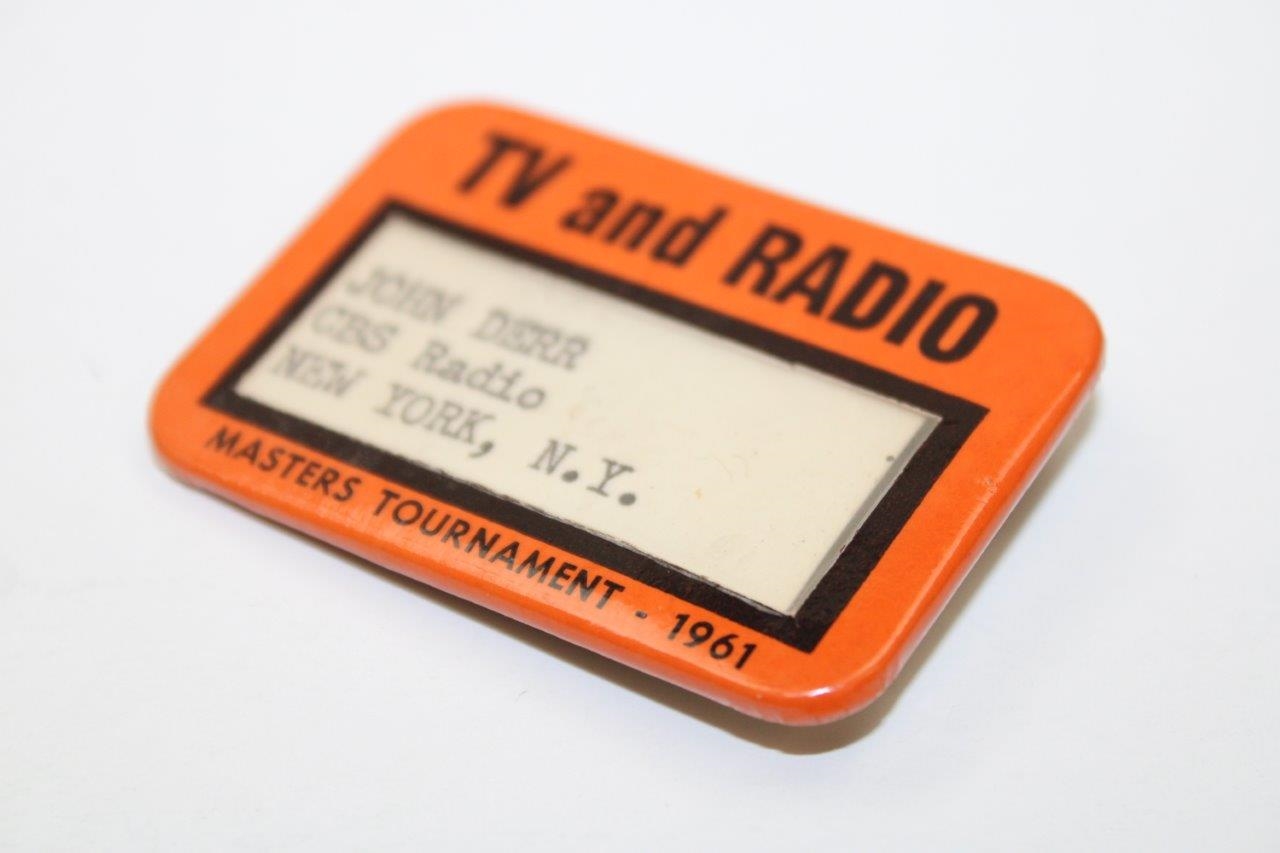 TV and RADIO
JOHN DERR
CBS Radio
NEW YORK, N.Y.
MASTERS TOURNAMENT - 1961